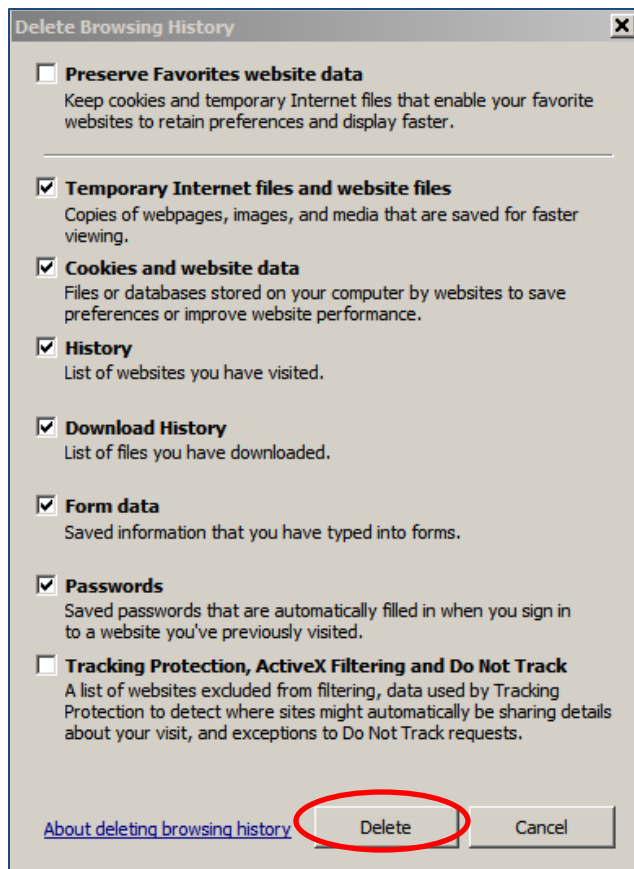 Delete Browsing History
Preserve Favorites website data
Keep cookies and temporary Internet files that enable your favorite
websites to retain preferences and display faster.
Temporary Internet files and website files
Copies of webpages, images, and media that are saved for faster
viewing.
Cookies and website data
Files or databases stored on your computer by websites to save
preferences or improve website performance.
History
List of websites you have visited.
Download History
List of files you have downloaded.
Form data
Saved information that you have typed into forms.
Passwords
Saved passwords that are automatically filled in when you sign in
to a website you've previously visited.
Tracking Protection, ActiveX Filtering and Do Not Track
A list of websites excluded from filtering, data used by Tracking
Protection to detect where sites might automatically be sharing details
about your visit, and exceptions to Do Not Track requests.
About deleting browsing history Delete Cancel